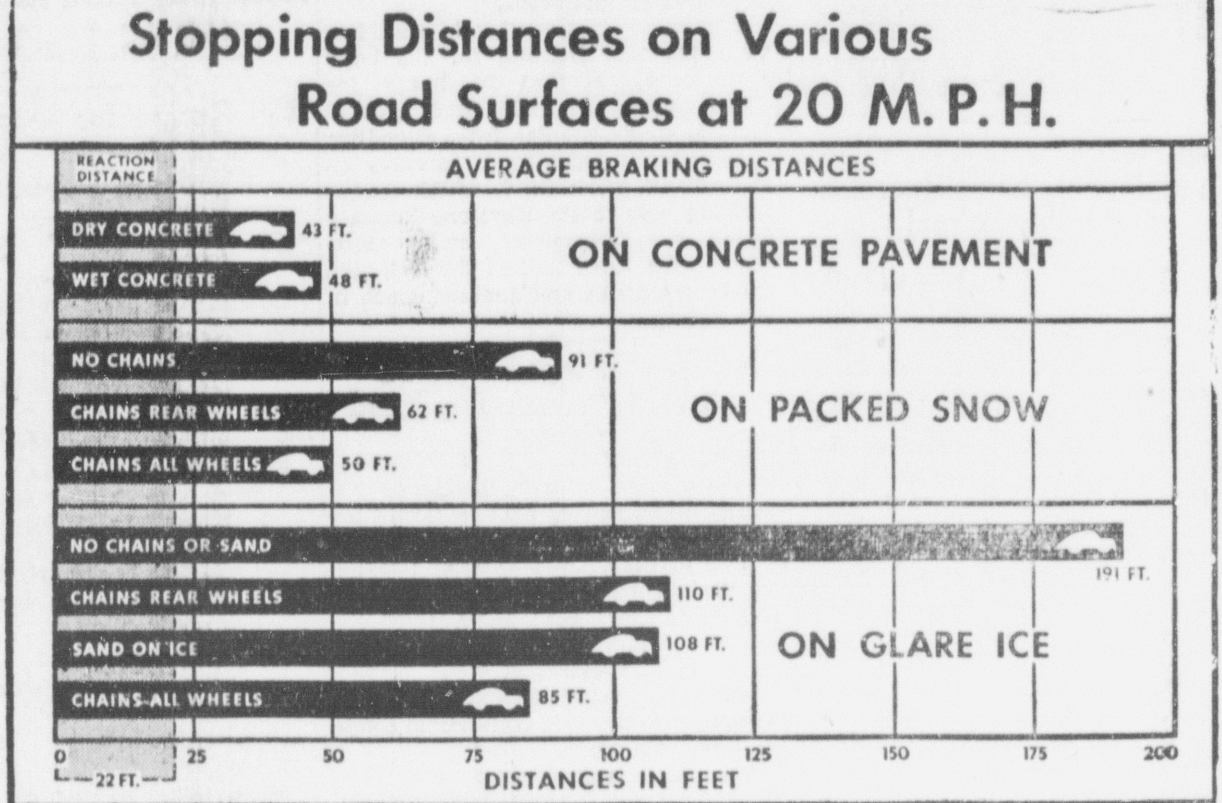 Stopping Distances on Various
Road Surfaces at 20 M.P.H.
REACTION
DISTANCE
AVERAGE BRAKING DISTANCES
DRY CONCRETE 43 FT.
WET CONCRETE 48 FT.
ON CONCRETE PAVEMENT
NO CHAINS 91 FT.
CHAINS REAR WHEELS 62 FT.
CHAINS ALL WHEELS 50 FT.
ON PACKED SNOW
NO CHAINS OR SAND 191 FT.
CHAINS REAR WHEELS 110 FT.
SAND ON ICE 108 FT.
CHAINS-ALL WHEELS 85 FT.
ON GLARE ICE
0 25 50 75 100 125 150 175 200
22 FT.
DISTANCES IN FEET